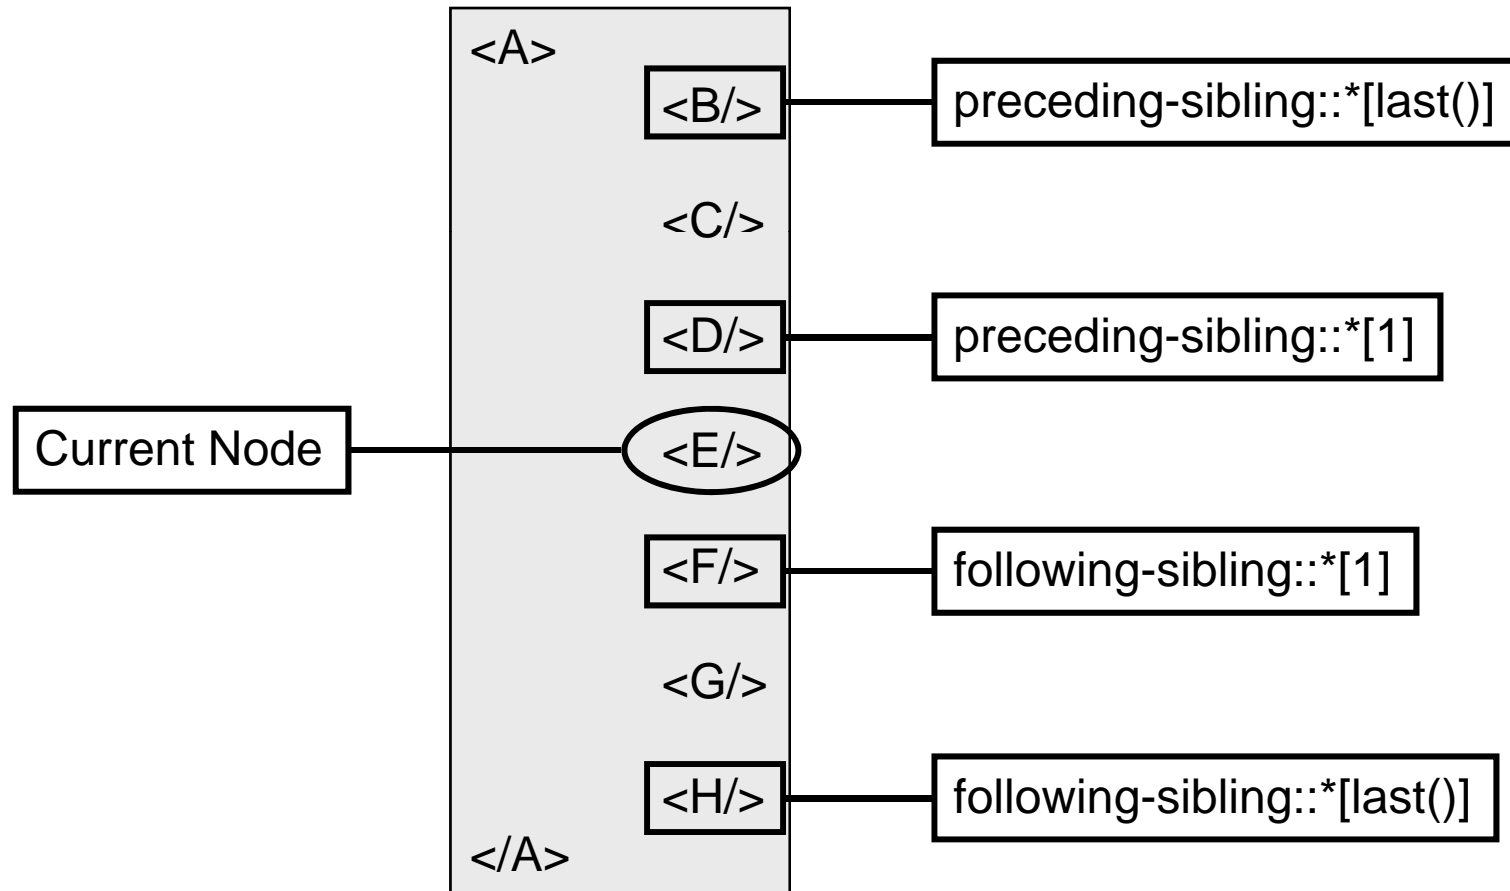 <A>
<B/>
preceding-sibling::*[last()]
<C/>
<D/>
preceding-sibling::*[1]
Current Node
<E/>
<F/>
following-sibling::*[1]
<G/>
<H/>
following-sibling::*[last()]
</A>